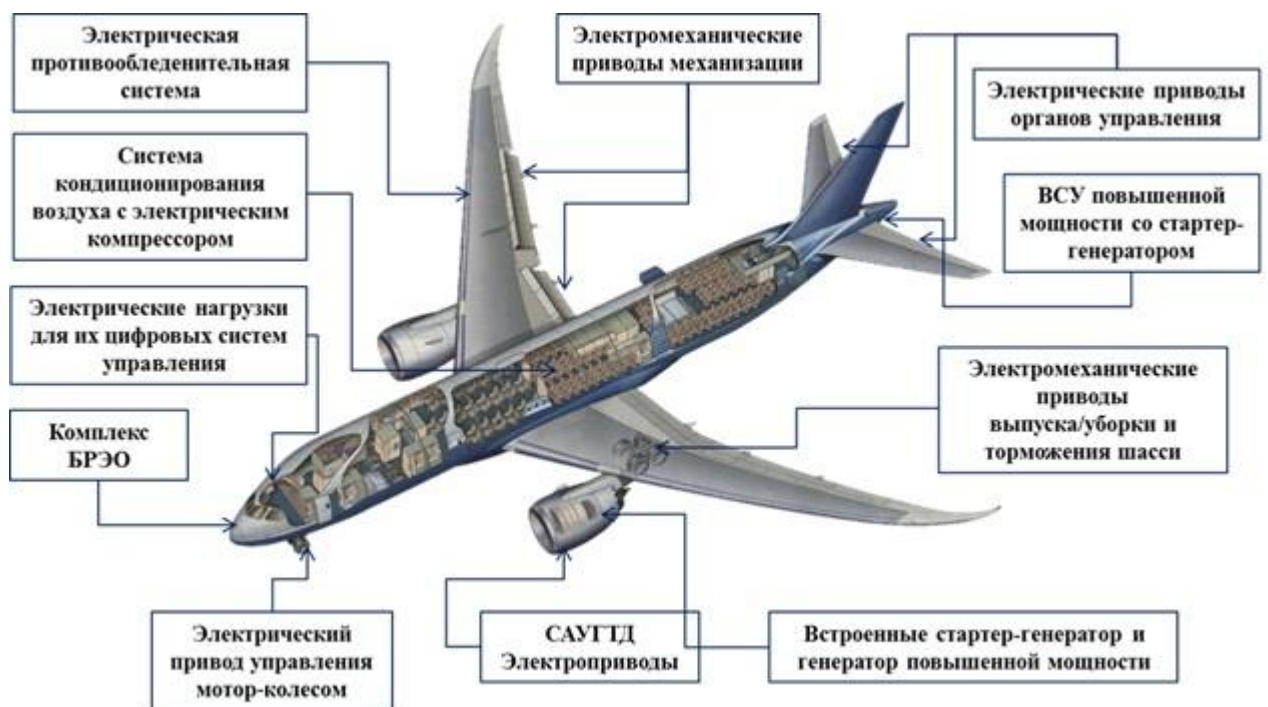 Электрическая
противообледенительная
система
Электромеханические
приводы механизации
Электрические приводы
органов управления
Система
кондиционирования
воздуха с электрическим
компрессором
ВСУ повышенной
мощности со стартер-
генератором
Электрические нагрузки
для их цифровых систем
управления
Электромеханические
приводы
выпуска/уборки и
торможения шасси
Комплекс
БРЭО
Электрический
привод управления
мотор-колесом
САУГТД
Электроприводы
Встроенные стартер-генератор и
генератор повышенной мощности